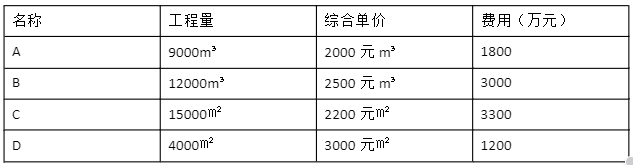 名称 工程量 综合单价 费用（万元）
A 9000m³ 2000 元 m³ 1800
B 12000m³ 2500 元 m³ 3000
C 15000㎡ 2200 元㎡ 3300
D 4000㎡ 3000 元㎡ 1200